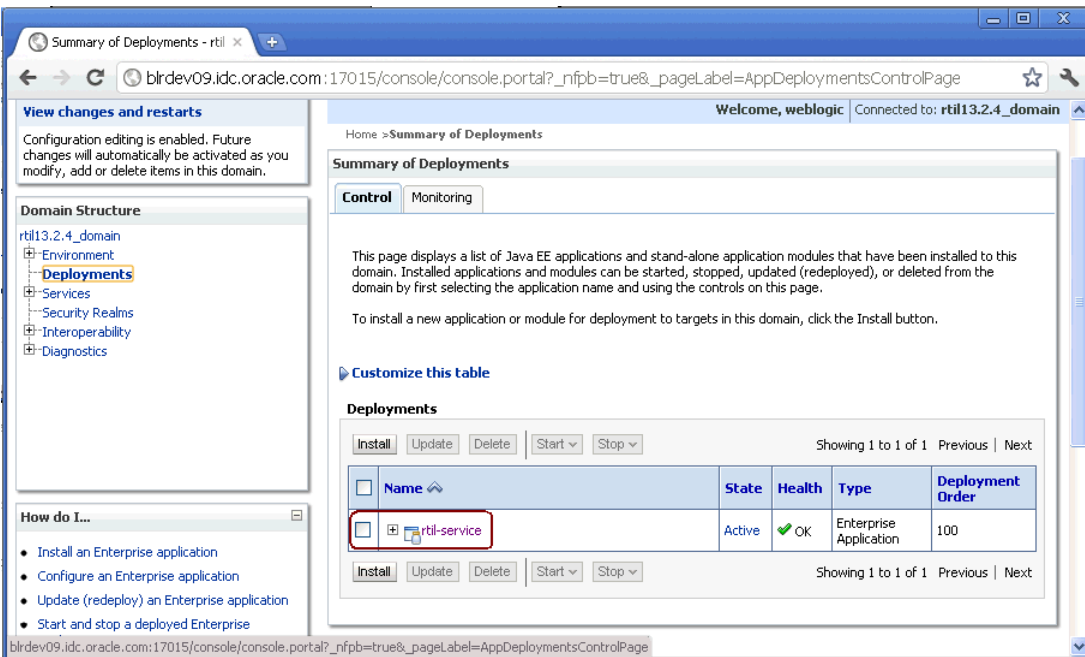 Summary of Deployments - rtil
blrdev09.idc.oracle.com:17015/console/console.portal?_nfpb=true&_pageLabel=AppDeploymentsControlPage
View changes and restarts
Configuration editing is enabled. Future
changes will automatically be activated as you
modify, add or delete items in this domain.
Domain Structure
rtil13.2.4_domain
Environment
Deployments
Services
Security Realms
Interoperability
Diagnostics
How do I...
Install an Enterprise application
Configure an Enterprise application
Update (redeploy) an Enterprise application
Start and stop a deployed Enterprise
Welcome, weblogic Connected to: rtil13.2.4_domain
Home >Summary of Deployments
Summary of Deployments
Control Monitoring
This page displays a list of Java EE applications and stand-alone application modules that have been installed to this
domain. Installed applications and modules can be started, stopped, updated (redeployed), or deleted from the
domain by first selecting the application name and using the controls on this page.
To install a new application or module for deployment to targets in this domain, click the Install button.
Customize this table
Deployments
Install Update Delete Start Stop Showing 1 to 1 of 1 Previous | Next
Name State Health Type Deployment
Order
rtil-service Active OK Enterprise
Application 100
Install Update Delete Start Stop Showing 1 to 1 of 1 Previous | Next
blrdev09.idc.oracle.com:17015/console/console.portal?_nfpb=true&_pageLabel=AppDeploymentsControlPage